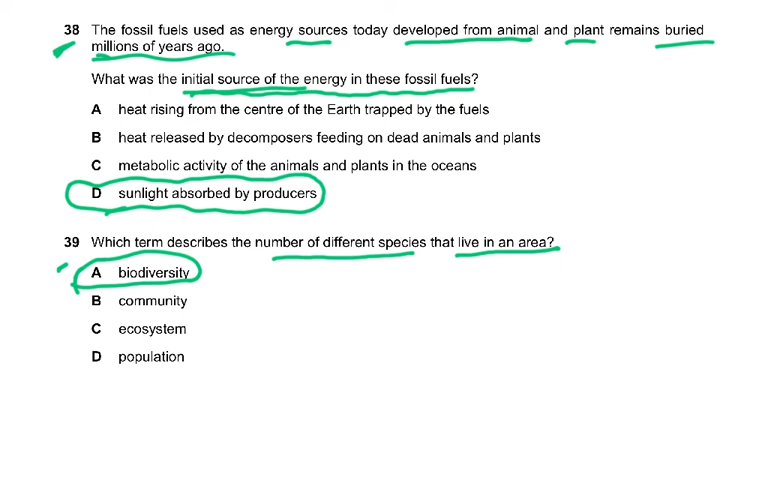 38 The fossil fuels used as energy sources today developed from animal and plant remains buried
millions of years ago.
What was the initial source of the energy in these fossil fuels?
A heat rising from the centre of the Earth trapped by the fuels
B heat released by decomposers feeding on dead animals and plants
C metabolic activity of the animals and plants in the oceans
D sunlight absorbed by producers
39 Which term describes the number of different species that live in an area?
A biodiversity
B community
C ecosystem
D population